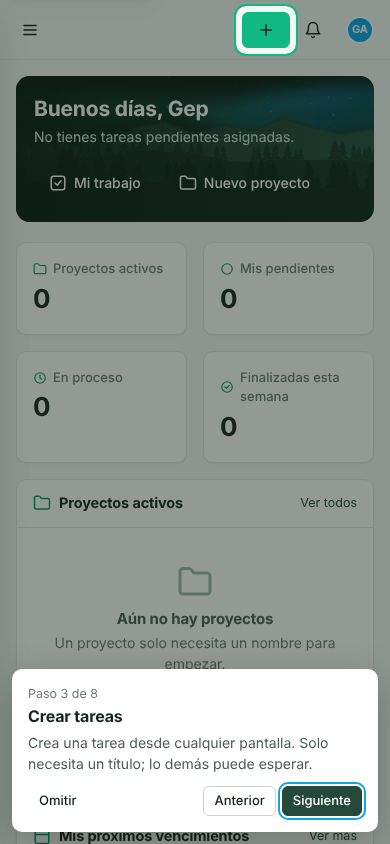 GA
Buenos días, Gep
No tienes tareas pendientes asignadas.
Mi trabajo
Nuevo proyecto
Proyectos activos
0
Mis pendientes
0
En proceso
0
Finalizadas esta
semana
0
Proyectos activos
Ver todos
Aún no hay proyectos
Un proyecto solo necesita un nombre para
empezar.
Paso 3 de 8
Crear tareas
Crea una tarea desde cualquier pantalla. Solo
necesita un título; lo demás puede esperar.
Omitir
Anterior
Siguiente
Mis próximos vencimientos
Ver más